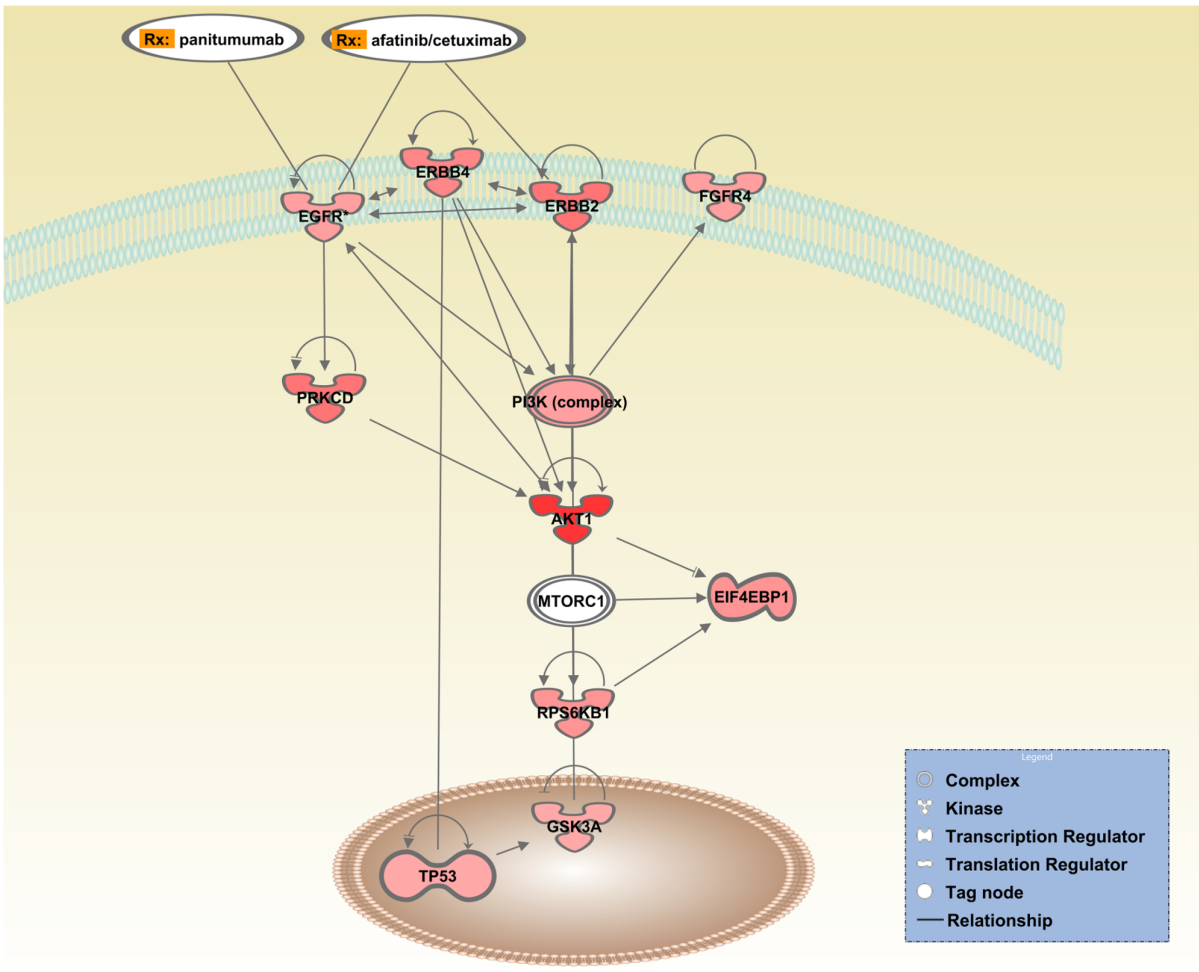 Rx: panitumumab
Rx: afatinib/cetuximab
ERBB4
FGFR4
ERBB2
EGFR*
PRKCD
PI3K (complex)
AKT1
MTORC1
EIF4EBP1
RPS6KB1
GSK3A
TP53
Legend
Complex
Kinase
Transcription Regulator
Translation Regulator
Tag node
Relationship